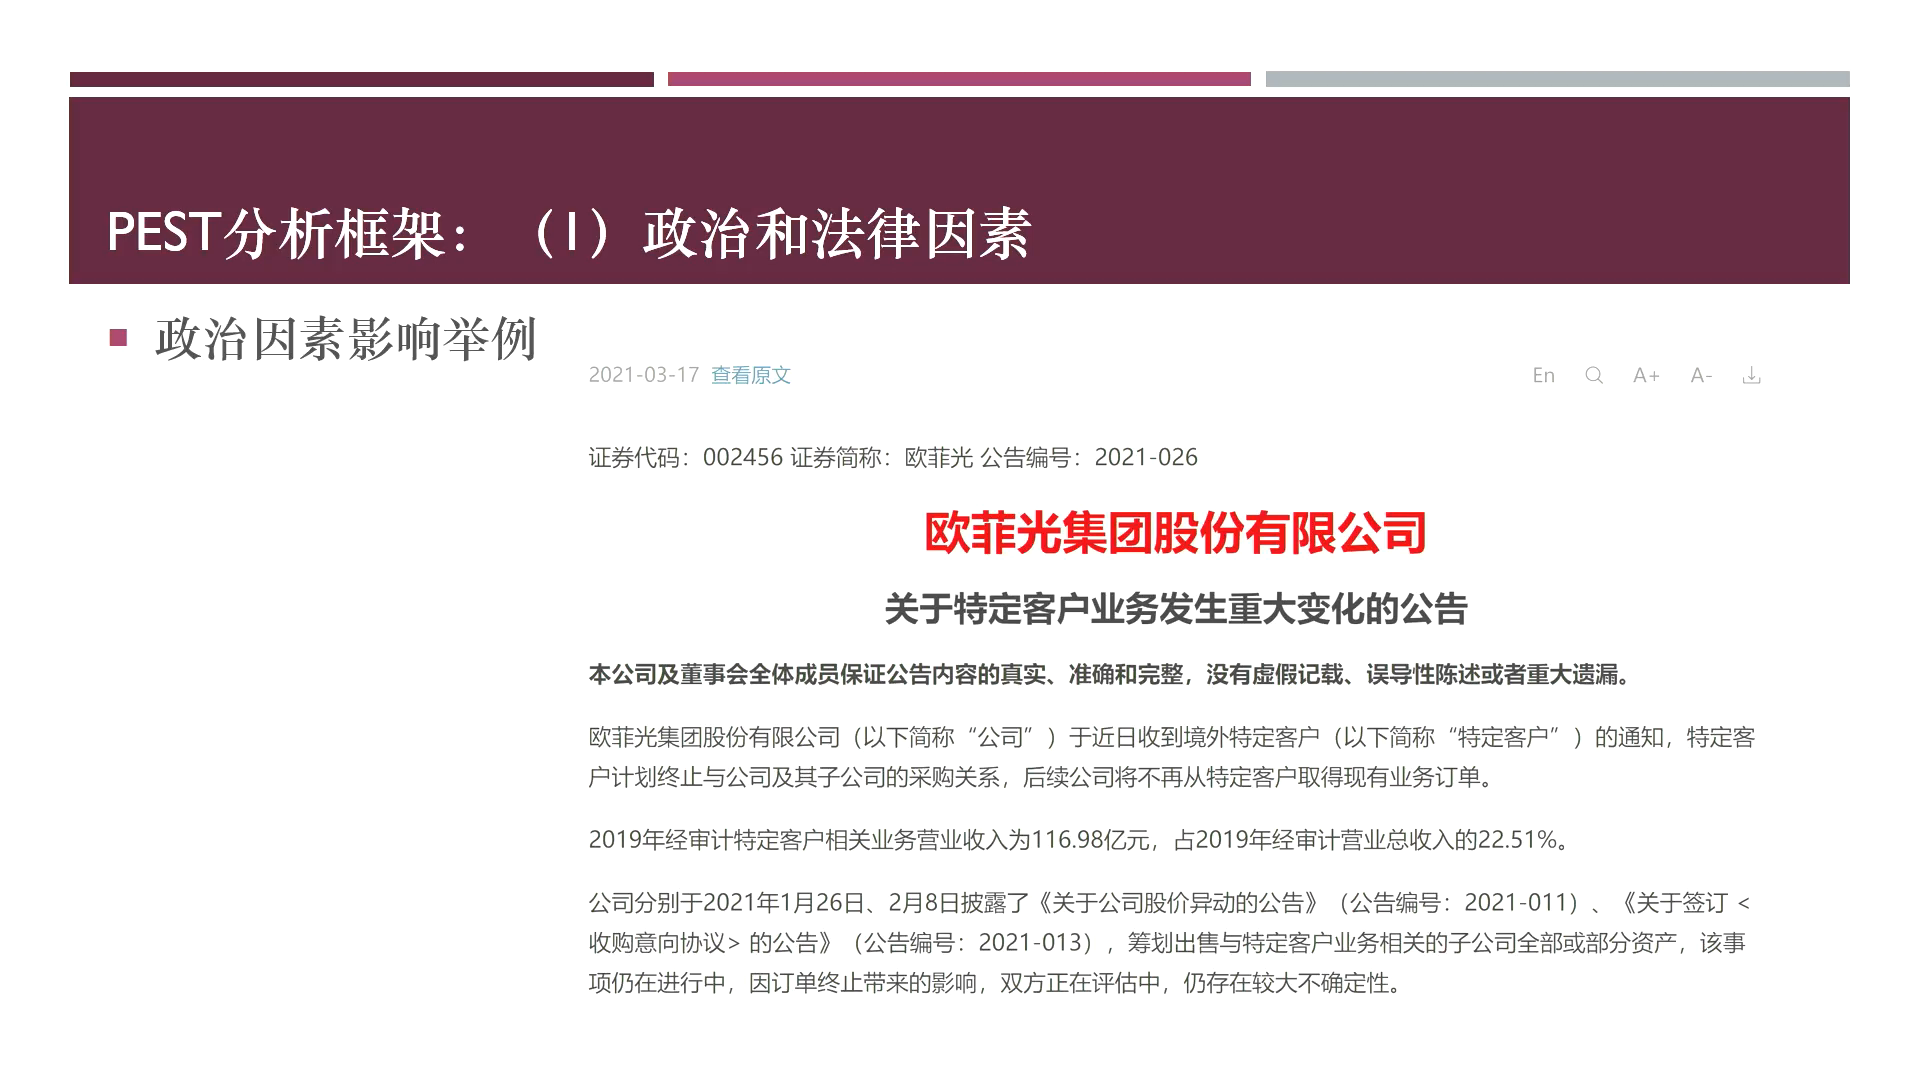 PEST分析框架：（1）政治和法律因素
政治因素影响举例
2021-03-17 查看原文 En A+ A-
证券代码：002456 证券简称：欧菲光 公告编号：2021-026
欧菲光集团股份有限公司
关于特定客户业务发生重大变化的公告
本公司及董事会全体成员保证公告内容的真实、准确和完整，没有虚假记载、误导性陈述或者重大遗漏。
欧菲光集团股份有限公司（以下简称“公司”）于近日收到境外特定客户（以下简称“特定客户”）的通知，特定客
户计划终止与公司及其子公司的采购关系，后续公司将不再从特定客户取得现有业务订单。
2019年经审计特定客户相关业务营业收入为116.98亿元，占2019年经审计营业总收入的22.51%。
公司分别于2021年1月26日、2月8日披露了《关于公司股价异动的公告》（公告编号：2021-011）、《关于签订 <
收购意向协议> 的公告》（公告编号：2021-013），筹划出售与特定客户业务相关的子公司全部或部分资产，该事
项仍在进行中，因订单终止带来的影响，双方正在评估中，仍存在较大不确定性。